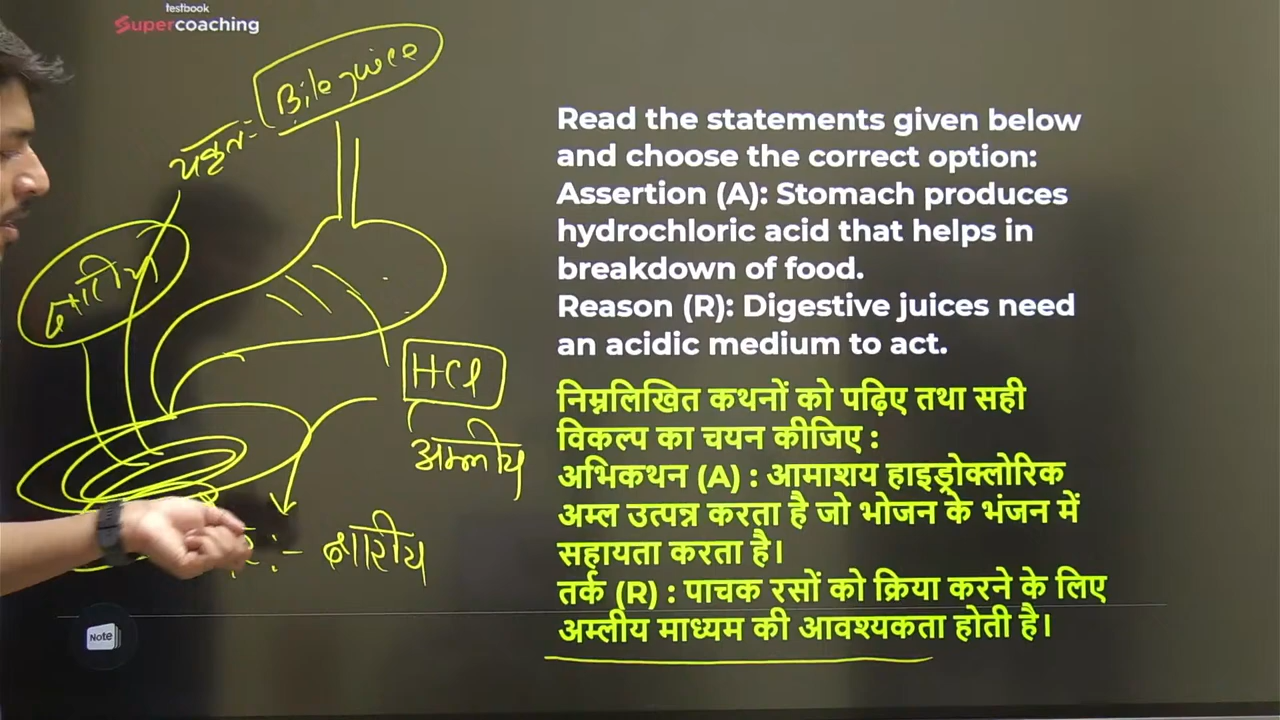 testbook
Supercoaching
Bile juice
यकृत:-
क्षारीय
HCl
अम्लीय
:- क्षारीय
Note
Read the statements given below
and choose the correct option:
Assertion (A): Stomach produces
hydrochloric acid that helps in
breakdown of food.
Reason (R): Digestive juices need
an acidic medium to act.
निम्नलिखित कथनों को पढ़िए तथा सही
विकल्प का चयन कीजिए :
अभिकथन (A) : आमाशय हाइड्रोक्लोरिक
अम्ल उत्पन्न करता है जो भोजन के भंजन में
सहायता करता है।
तर्क (R) : पाचक रसों को क्रिया करने के लिए
अम्लीय माध्यम की आवश्यकता होती है।